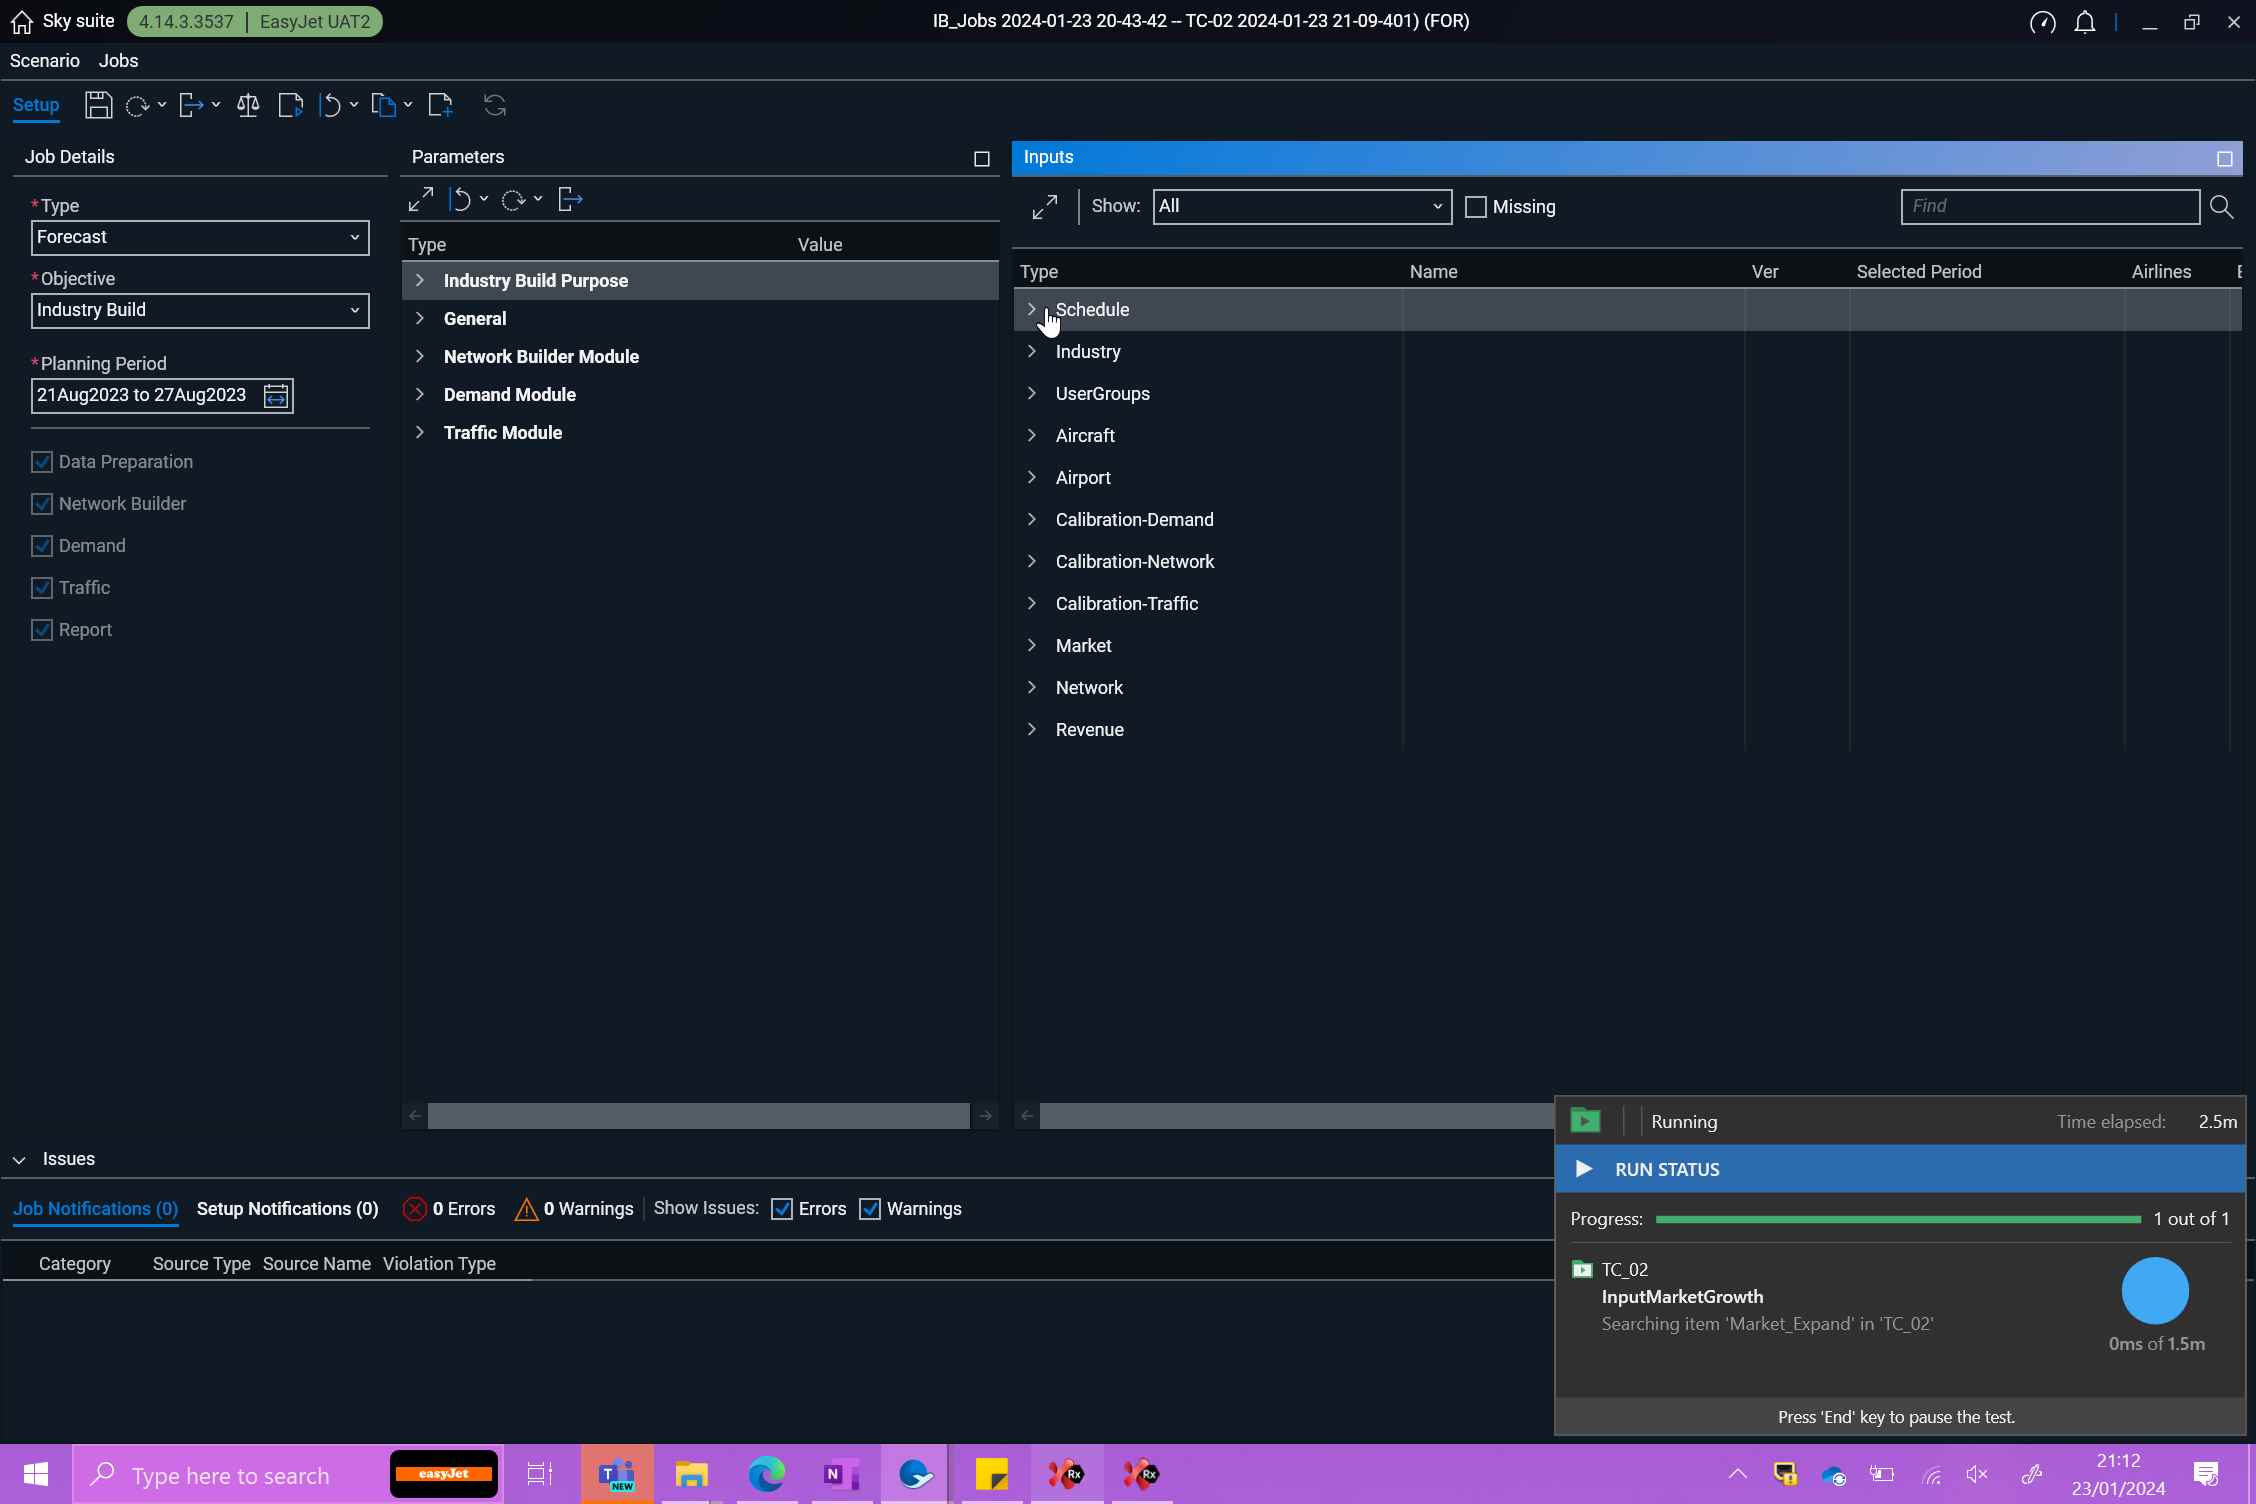 Sky suite 4.14.3.3537 | EasyJet UAT2 IB_Jobs 2024-01-23 20-43-42 -- TC-02 2024-01-23 21-09-401) (FOR)
Scenario Jobs
Setup
Job Details
*Type
Forecast
*Objective
Industry Build
*Planning Period
21Aug2023 to 27Aug2023
Data Preparation
Network Builder
Demand
Traffic
Report
Parameters
Type Value
Industry Build Purpose
General
Network Builder Module
Demand Module
Traffic Module
Inputs
Show: All Missing Find
Type Name Ver Selected Period Airlines
Schedule
Industry
UserGroups
Aircraft
Airport
Calibration-Demand
Calibration-Network
Calibration-Traffic
Market
Network
Revenue
Issues
Job Notifications (0) Setup Notifications (0) 0 Errors 0 Warnings Show Issues: Errors Warnings
Category Source Type Source Name Violation Type
Running Time elapsed: 2.5m
RUN STATUS
Progress: 1 out of 1
TC_02
InputMarketGrowth
Searching item 'Market_Expand' in 'TC_02'
0ms of 1.5m
Press 'End' key to pause the test.
Type here to search
easyJet
T
NEW
N
Rx
Rx
21:12
23/01/2024